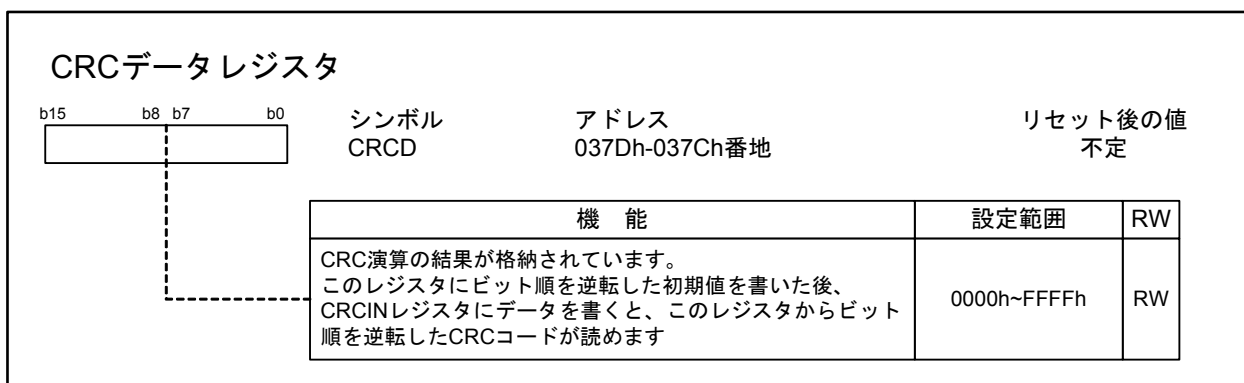 CRCデータレジスタ
b15 b8 b7 b0
シンボル アドレス リセット後の値
CRCD 037Dh-037Ch番地 不定
機 能 設定範囲 RW
CRC演算の結果が格納されています。
このレジスタにビット順を逆転した初期値を書いた後、
CRCINレジスタにデータを書くと、このレジスタからビット
順を逆転したCRCコードが読めます
0000h~FFFFh RW